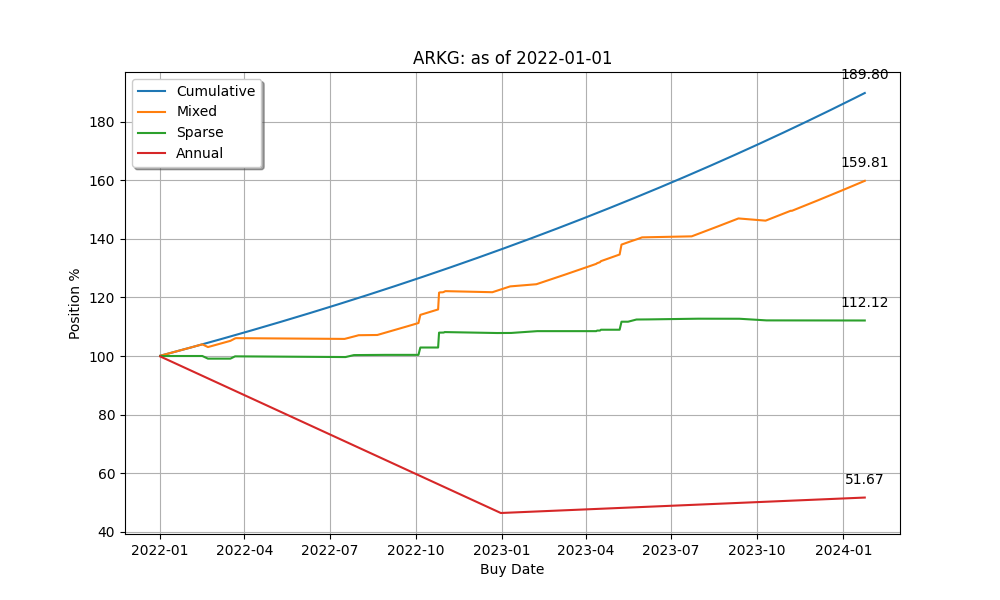 ARKG: as of 2022-01-01
Cumulative
Mixed
Sparse
Annual
189.80
159.81
112.12
51.67
Position %
180
160
140
120
100
80
60
40
2022-01 2022-04 2022-07 2022-10 2023-01 2023-04 2023-07 2023-10 2024-01
Buy Date